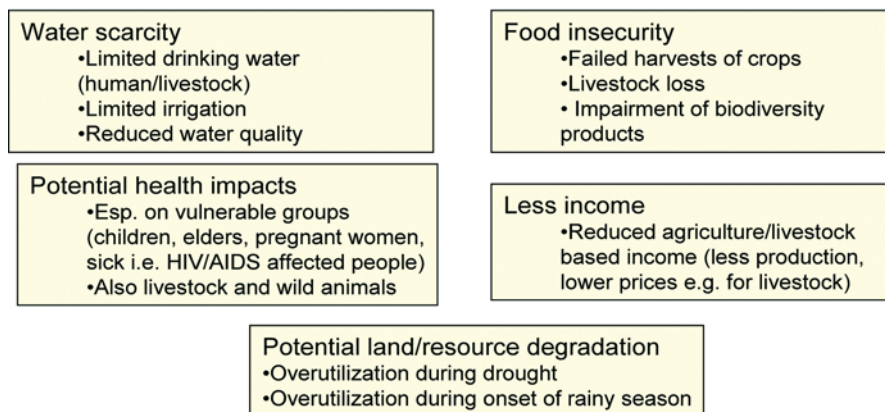 Water scarcity
•Limited drinking water
(human/livestock)
•Limited irrigation
•Reduced water quality
Food insecurity
•Failed harvests of crops
•Livestock loss
• Impairment of biodiversity
products
Potential health impacts
•Esp. on vulnerable groups
(children, elders, pregnant women,
sick i.e. HIV/AIDS affected people)
•Also livestock and wild animals
Less income
•Reduced agriculture/livestock
based income (less production,
lower prices e.g. for livestock)
Potential land/resource degradation
•Overutilization during drought
•Overutilization during onset of rainy season